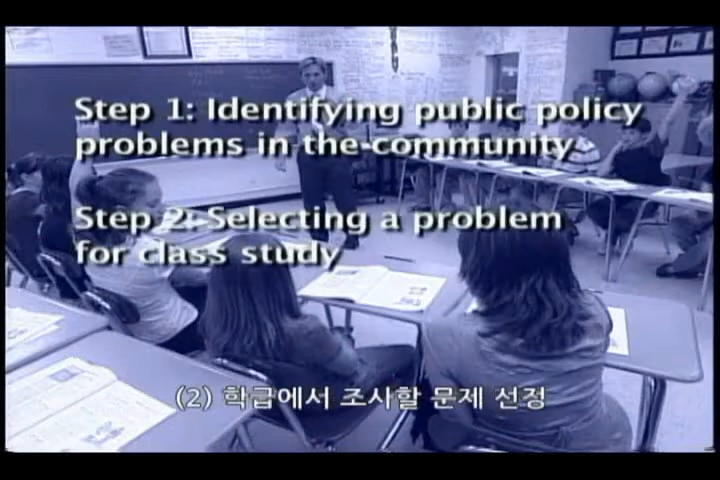 Step 1: Identifying public policy
problems in the community
Step 2: Selecting a problem
for class study
(2) 학급에서 조사할 문제 선정